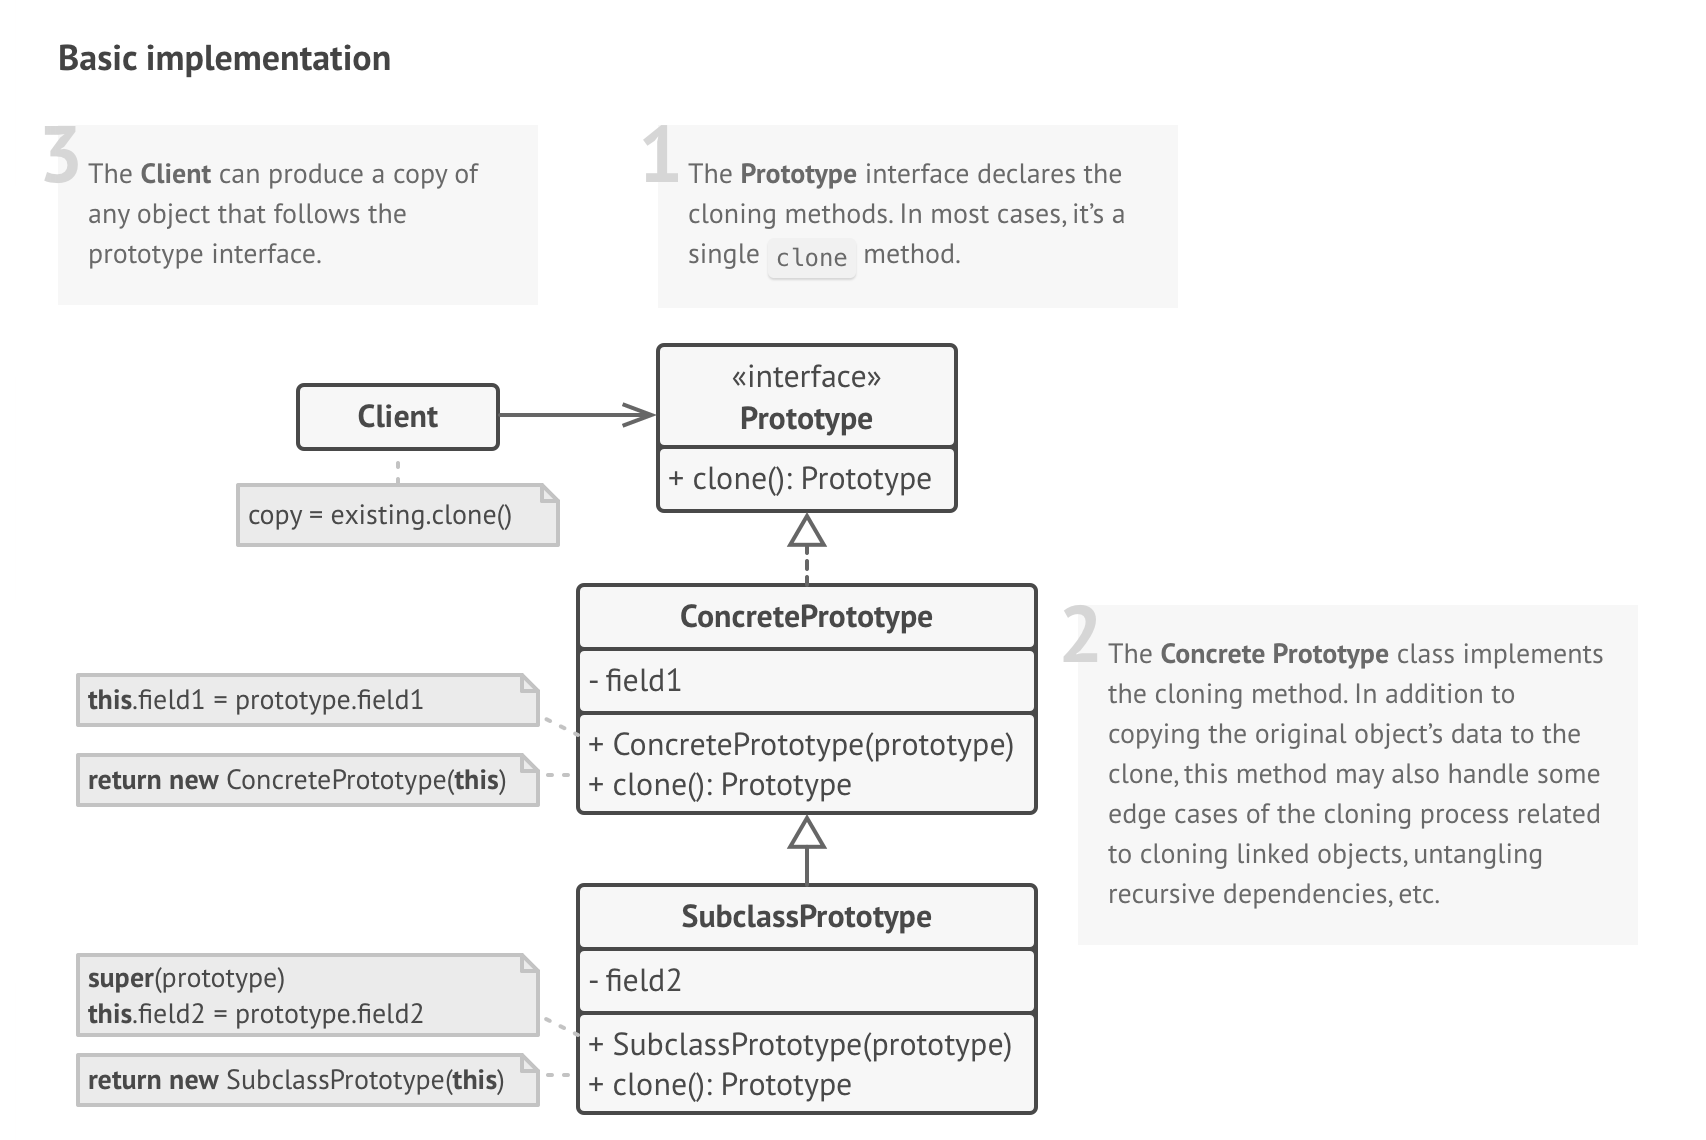 Basic implementation
3
The Client can produce a copy of
any object that follows the
prototype interface.
1
The Prototype interface declares the
cloning methods. In most cases, it’s a
single clone method.
Client
copy = existing.clone()
«interface»
Prototype
+ clone(): Prototype
ConcretePrototype
- field1
+ ConcretePrototype(prototype)
+ clone(): Prototype
this.field1 = prototype.field1
return new ConcretePrototype(this)
2
The Concrete Prototype class implements
the cloning method. In addition to
copying the original object’s data to the
clone, this method may also handle some
edge cases of the cloning process related
to cloning linked objects, untangling
recursive dependencies, etc.
SubclassPrototype
- field2
+ SubclassPrototype(prototype)
+ clone(): Prototype
super(prototype)
this.field2 = prototype.field2
return new SubclassPrototype(this)